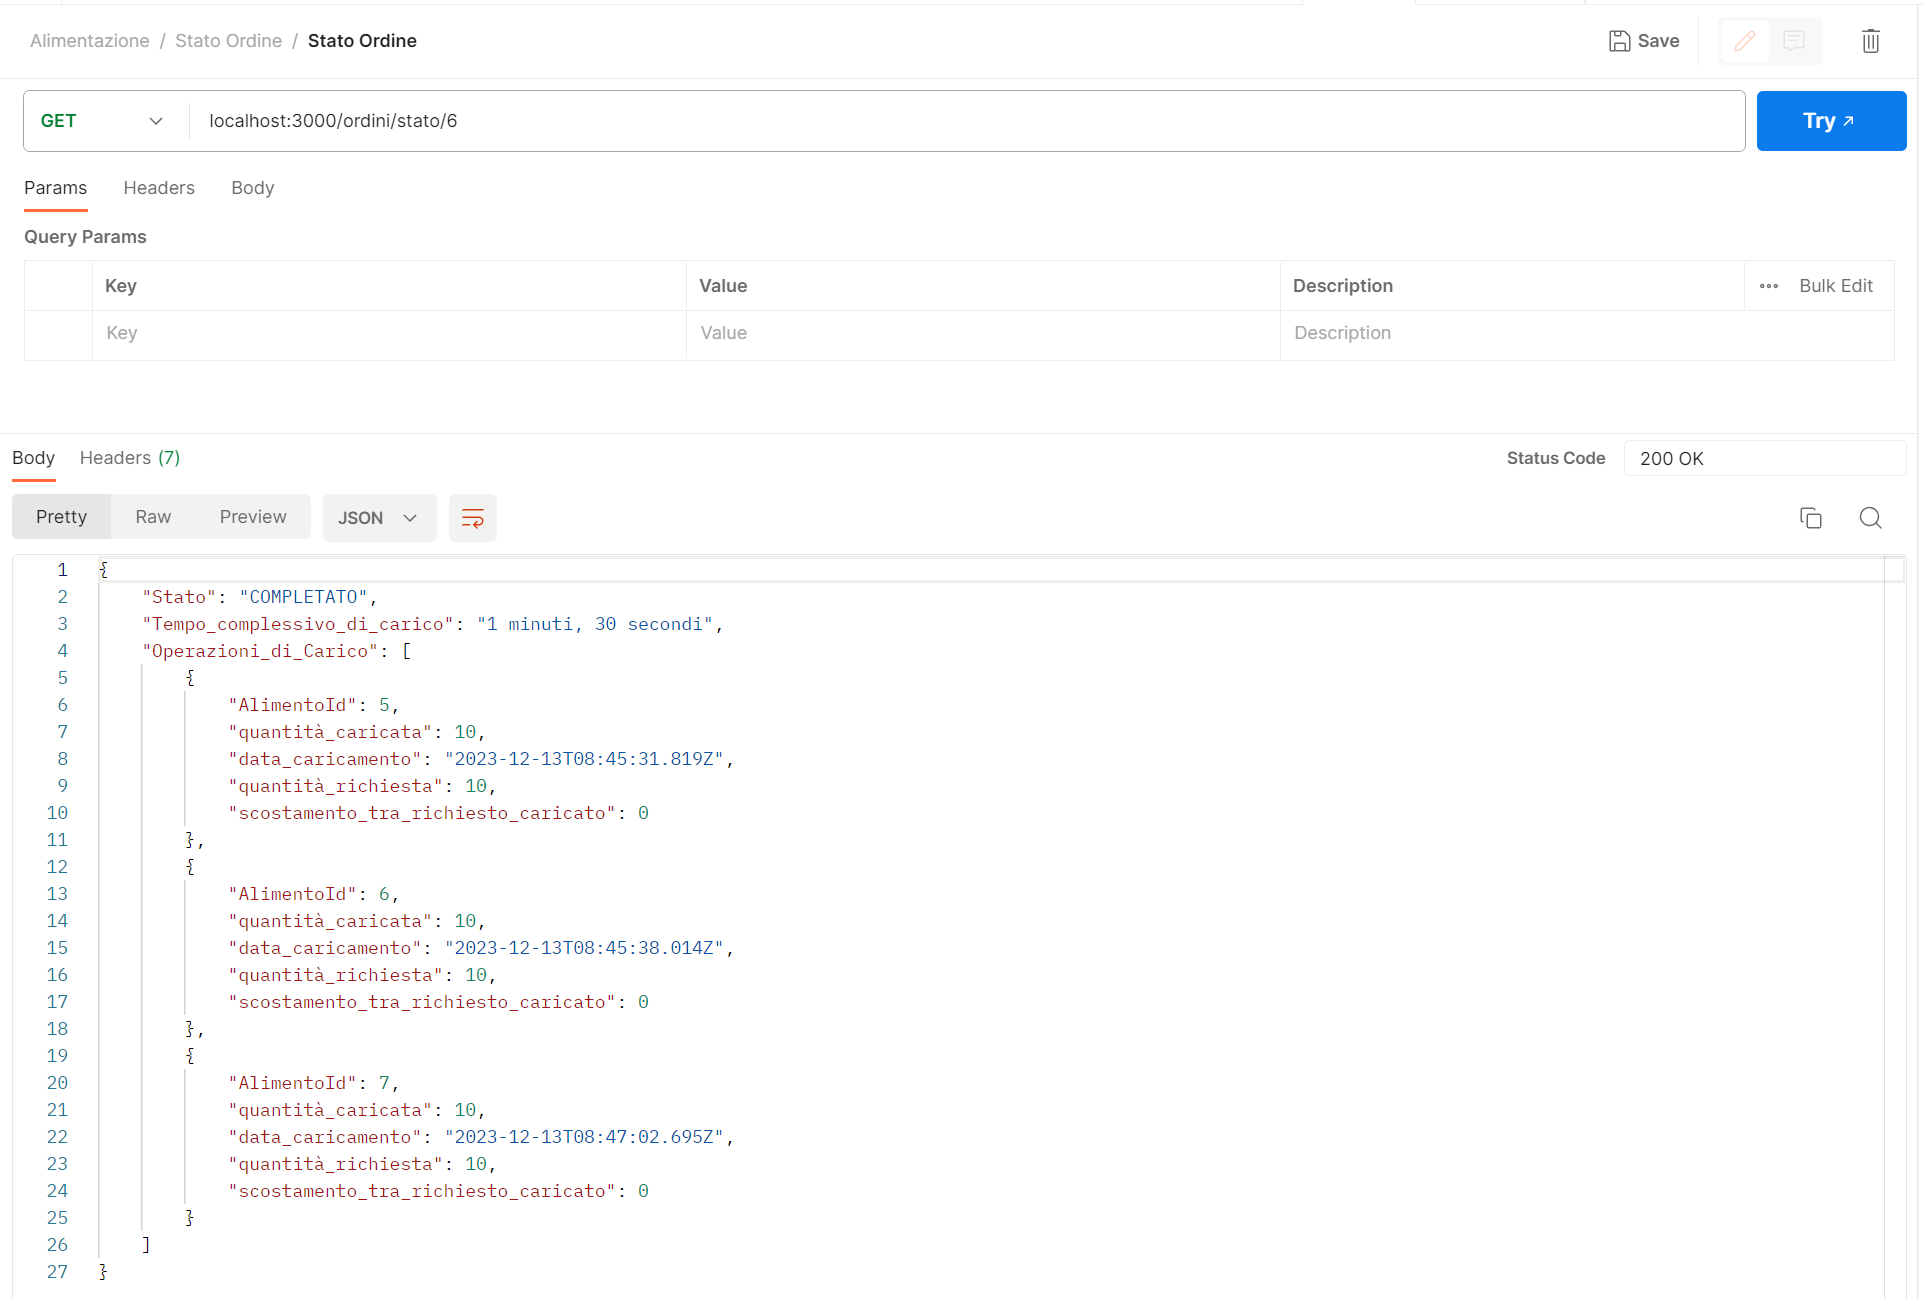 Alimentazione / Stato Ordine / Stato Ordine
Save
GET
localhost:3000/ordini/stato/6
Try
Params Headers Body
Query Params
Key Value Description Bulk Edit
Key Value Description
Body Headers (7)
Status Code 200 OK
Pretty Raw Preview JSON
1 {
2 "Stato": "COMPLETATO",
3 "Tempo_complessivo_di_carico": "1 minuti, 30 secondi",
4 "Operazioni_di_Carico": [
5 {
6 "AlimentoId": 5,
7 "quantità_caricata": 10,
8 "data_caricamento": "2023-12-13T08:45:31.819Z",
9 "quantità_richiesta": 10,
10 "scostamento_tra_richiesto_caricato": 0
11 },
12 {
13 "AlimentoId": 6,
14 "quantità_caricata": 10,
15 "data_caricamento": "2023-12-13T08:45:38.014Z",
16 "quantità_richiesta": 10,
17 "scostamento_tra_richiesto_caricato": 0
18 },
19 {
20 "AlimentoId": 7,
21 "quantità_caricata": 10,
22 "data_caricamento": "2023-12-13T08:47:02.695Z",
23 "quantità_richiesta": 10,
24 "scostamento_tra_richiesto_caricato": 0
25 }
26 ]
27 }